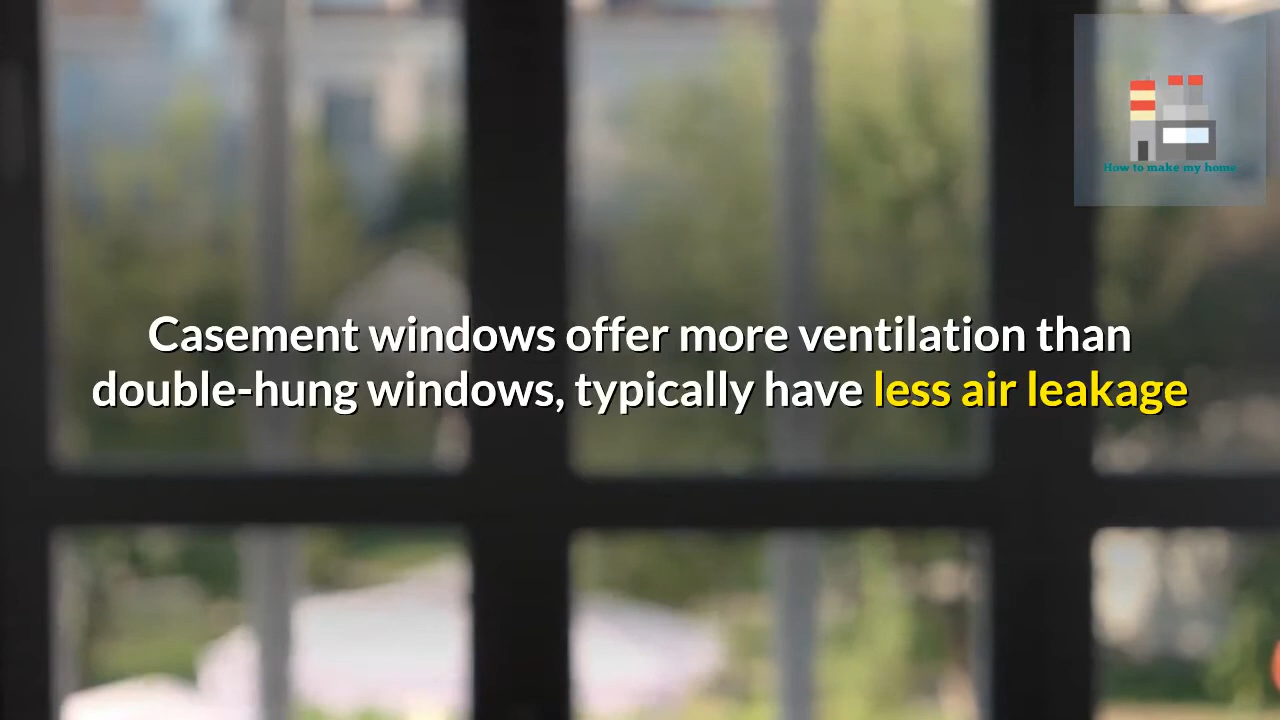 How to make my home
Casement windows offer more ventilation than
double-hung windows, typically have less air leakage